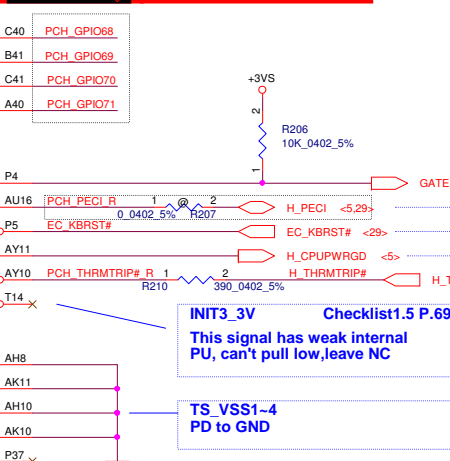 C40 PCH_GPIO68
B41 PCH_GPIO69
C41 PCH_GPIO70
A40 PCH_GPIO71
+3VS
2
R206
10K_0402_5%
1
P4 GATE
AU16 PCH_PECI_R 1 @ 2 H_PECI <5,29>
0_0402_5% R207
P5 EC_KBRST# EC_KBRST# <29>
AY11 H_CPUPWRGD <5>
AY10 PCH_THRMTRIP#_R 1 2 H_THRMTRIP# H_T
R210 390_0402_5%
T14
INIT3_3V Checklist1.5 P.69
This signal has weak internal
PU, can't pull low,leave NC
AH8
AK11
AH10
TS_VSS1~4
PD to GND
AK10
P37